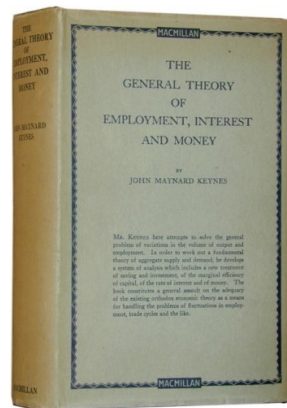 THE
GENERAL THEORY
OF
EMPLOYMENT,
INTEREST AND
MONEY
JOHN MAYNARD
KEYNES
MACMILLAN
MACMILLAN
THE
GENERAL THEORY
OF
EMPLOYMENT, INTEREST
AND MONEY
BY
JOHN MAYNARD KEYNES
MR. KEYNES here attempts to solve the general
problem of variations in the volume of output and
employment. In order to work out a fundamental
theory of aggregate supply and demand, he develops
a system of analysis which includes a new treatment
of saving and investment, of the marginal efficiency
of capital, of the rate of interest and of money. The
book constitutes a general search on the adequacy
of the existing orthodox economic theory as a means
for handling the problems of fluctuations in employ-
ment, trade cycles and the like.
MACMILLAN